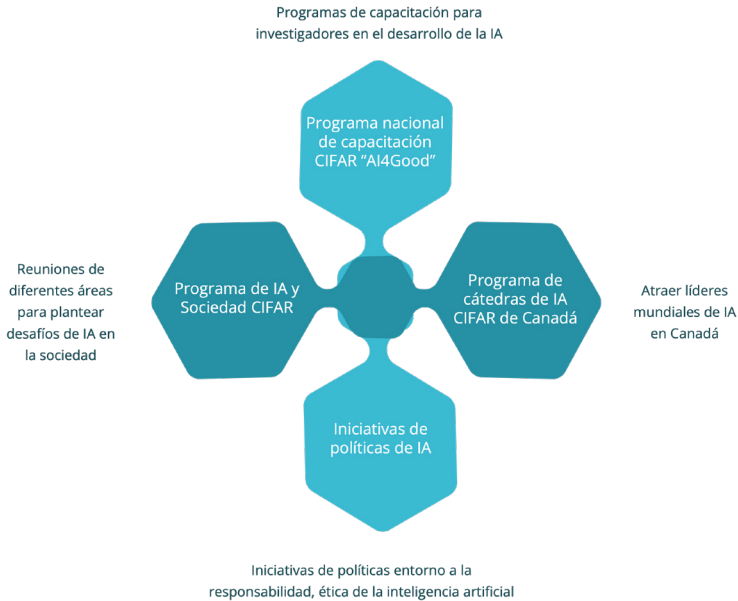 Programas de capacitación para
investigadores en el desarrollo de la IA
Programa nacional
de capacitación
CIFAR “AI4Good”
Reuniones de
diferentes áreas
para plantear
desafíos de IA en
la sociedad
Programa de IA y
Sociedad CIFAR
Programa de
cátedras de IA
CIFAR de Canadá
Atraer líderes
mundiales de IA
en Canadá
Iniciativas de
políticas de IA
Iniciativas de políticas entorno a la
responsabilidad, ética de la inteligencia artificial